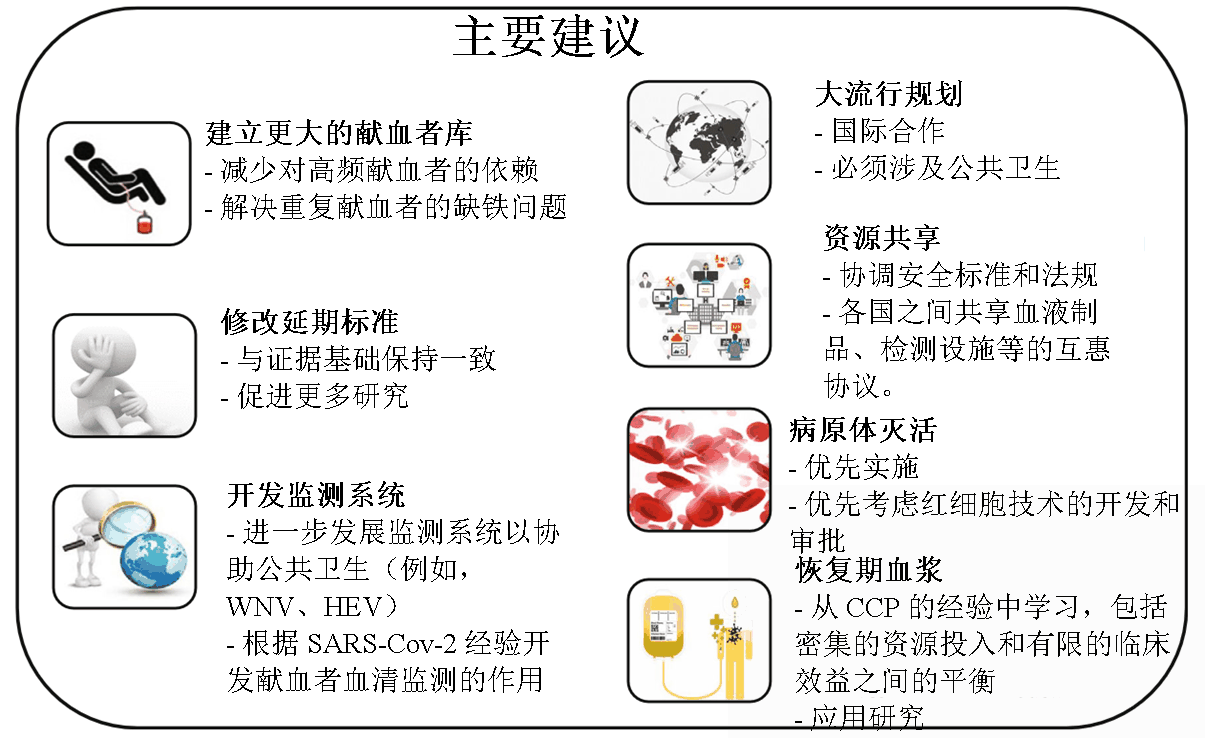 主要建议
建立更大的献血者库
- 减少对高频献血者的依赖
- 解决重复献血者的缺铁问题
修改延期标准
- 与证据基础保持一致
- 促进更多研究
开发监测系统
- 进一步发展监测系统以协
助公共卫生（例如，
WNV、HEV）
- 根据 SARS-Cov-2 经验开
发献血者血清监测的作用
大流行规划
- 国际合作
- 必须涉及公共卫生
资源共享
- 协调安全标准和法规
- 各国之间共享血液制
品、检测设施等的互惠
协议。
病原体灭活
- 优先实施
- 优先考虑红细胞技术的开发和
审批
恢复期血浆
- 从 CCP 的经验中学习，包括
密集的资源投入和有限的临床
效益之间的平衡
- 应用研究